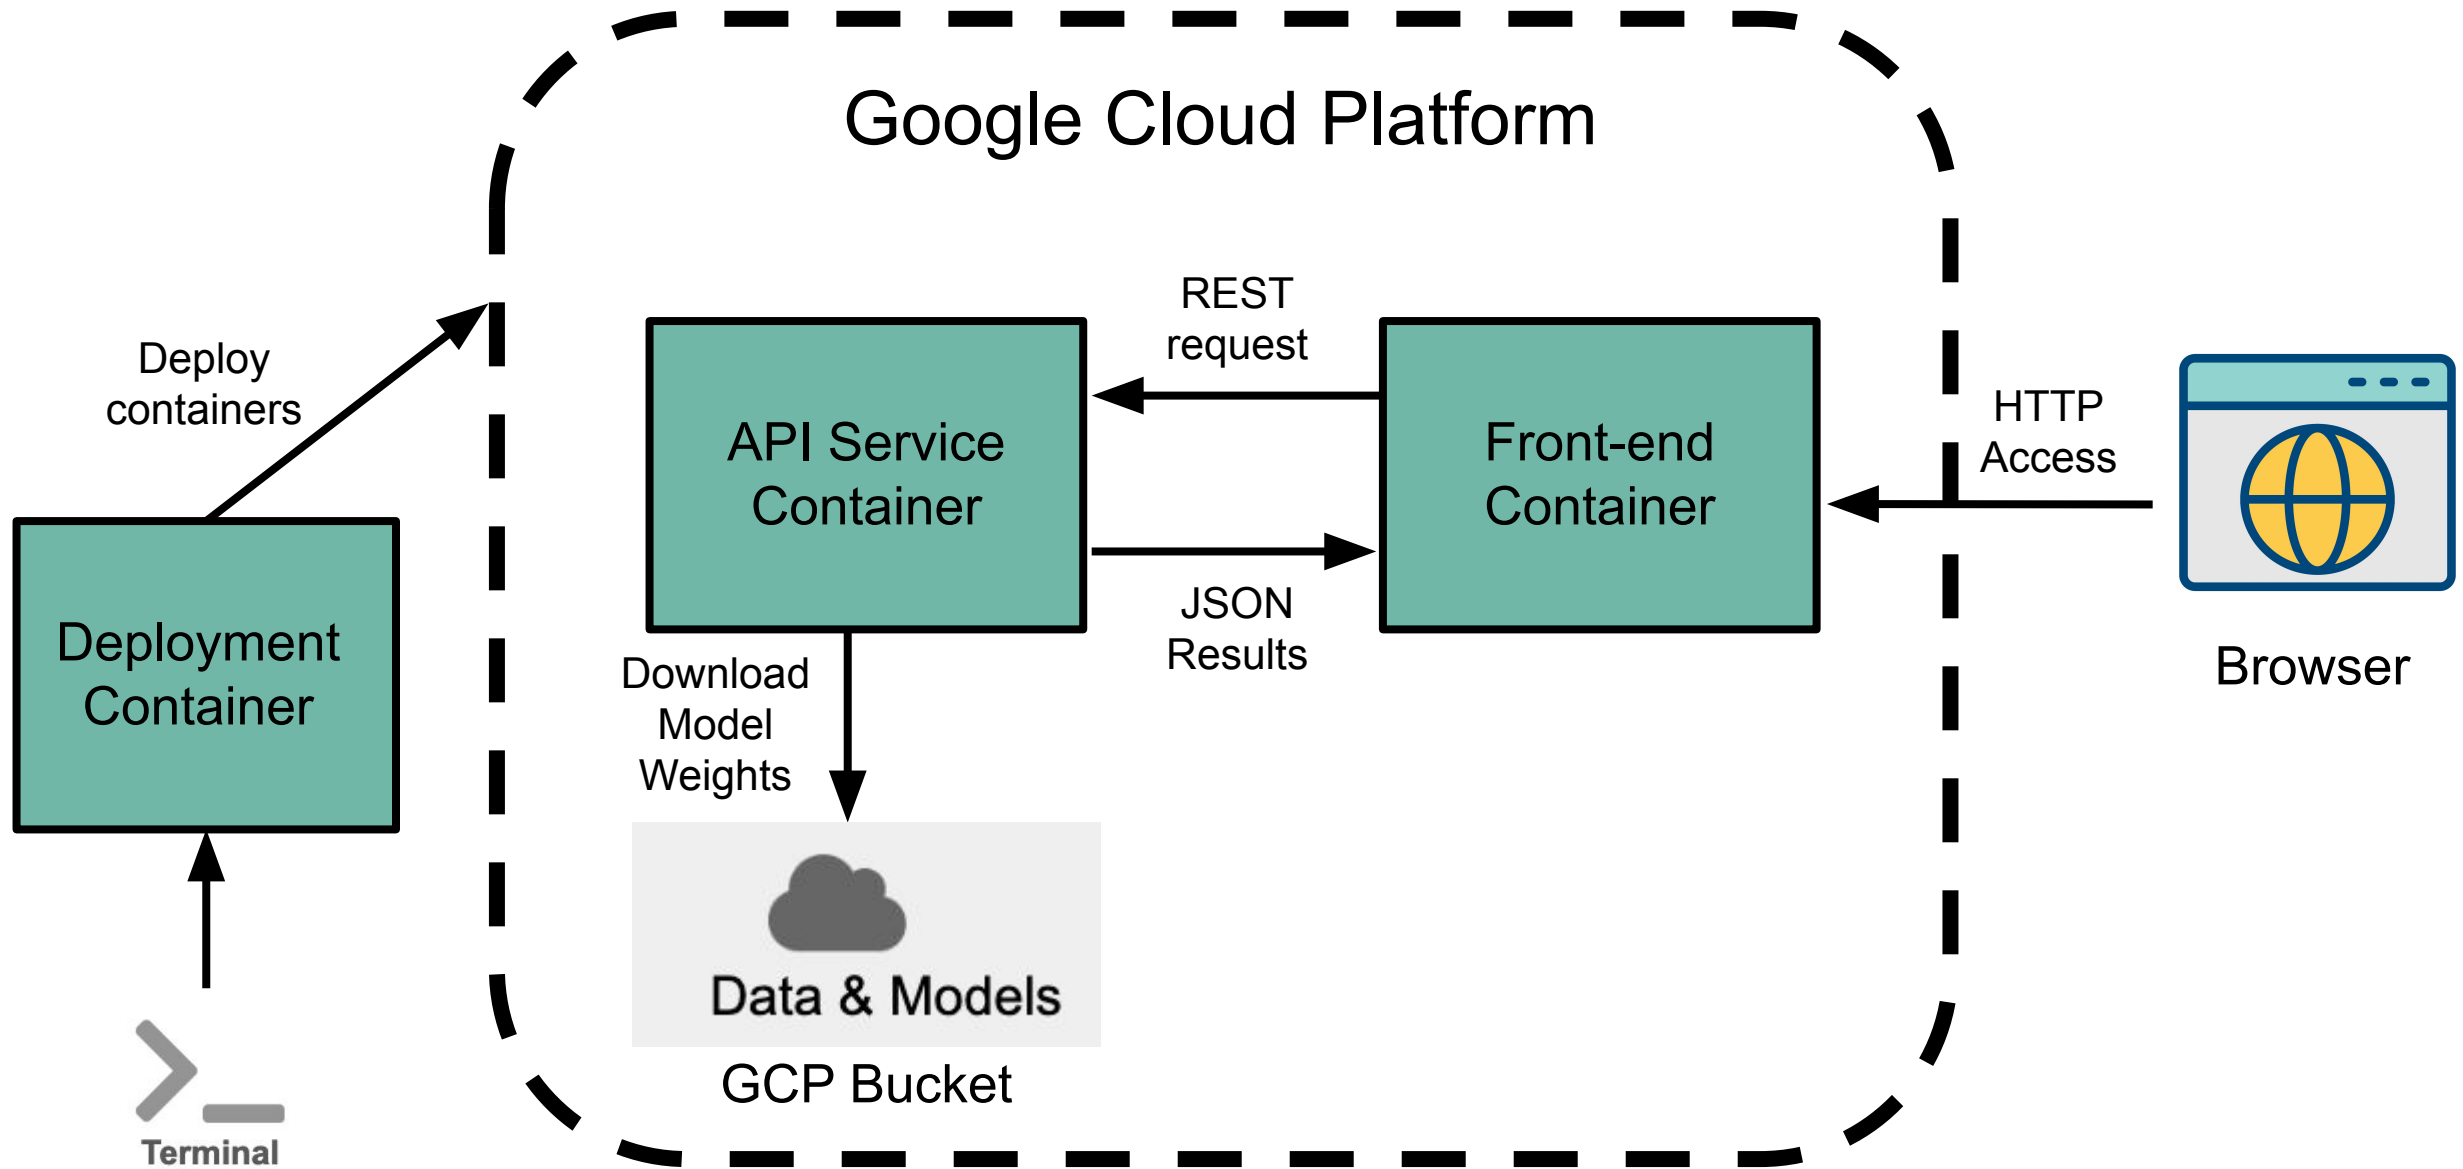 Google Cloud Platform
Deploy
containers
Deployment
Container
Terminal
API Service
Container
REST
request
JSON
Results
Front-end
Container
HTTP
Access
Browser
Download
Model
Weights
Data & Models
GCP Bucket